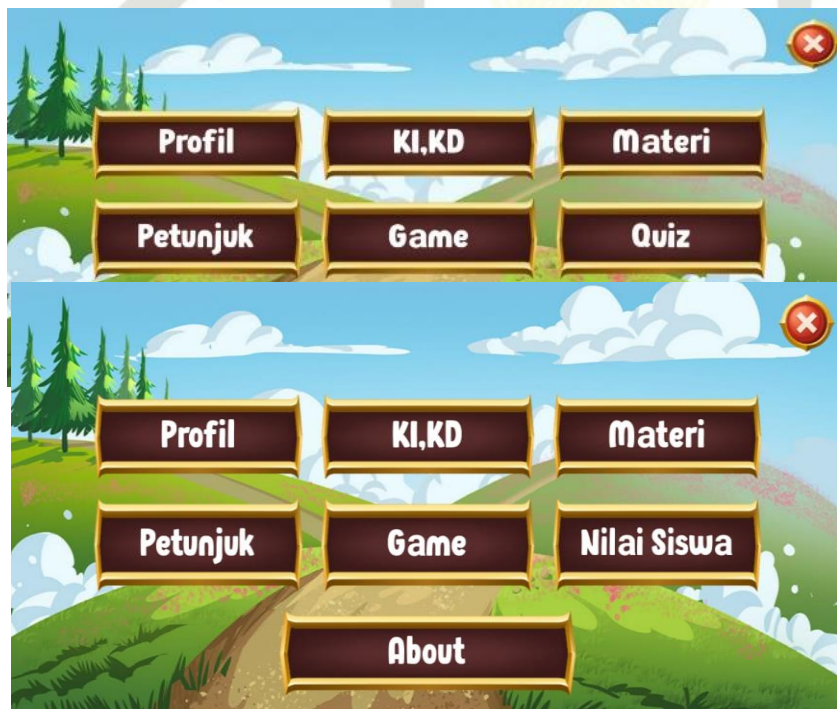 Profil KI,KD Materi
Petunjuk Game Quiz
Profil KI,KD Materi
Petunjuk Game Nilai Siswa
About